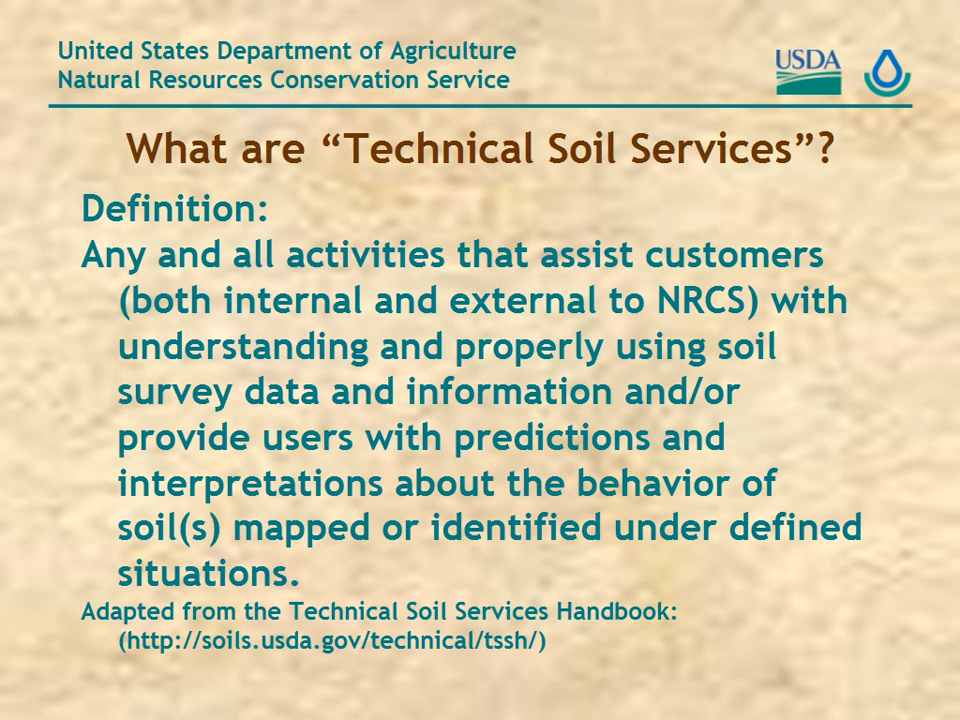 United States Department of Agriculture
Natural Resources Conservation Service
USDA
What are “Technical Soil Services”?
Definition:
Any and all activities that assist customers
(both internal and external to NRCS) with
understanding and properly using soil
survey data and information and/or
provide users with predictions and
interpretations about the behavior of
soil(s) mapped or identified under defined
situations.
Adapted from the Technical Soil Services Handbook:
(http://soils.usda.gov/technical/tssh/)